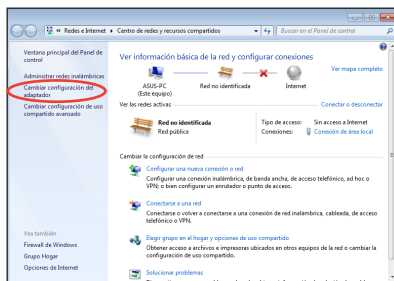 « Redes e Internet ▸ Centro de redes y recursos compartidos
Buscar en el Panel de control
Ventana principal del Panel de
control
Administrar redes inalámbricas
Cambiar configuración del
adaptador
Cambiar configuración de uso
compartido avanzado
Vea también
Firewall de Windows
Grupo Hogar
Opciones de Internet
Ver información básica de la red y configurar conexiones
Ver mapa completo
ASUS-PC
(Este equipo)
Red no identificada
Internet
Ver las redes activas
Conectar o desconectar
Red no identificada
Red pública
Tipo de acceso: Sin acceso a Internet
Conexiones: Conexión de área local
Cambiar la configuración de red
Configurar una nueva conexión o red
Configurar una conexión inalámbrica, de banda ancha, de acceso telefónico, ad hoc o
VPN; o bien configurar un enrutador o punto de acceso.
Conectarse a una red
Conectarse o volver a conectarse a una conexión de red inalámbrica, cableada, de acceso
telefónico o VPN.
Elegir grupo en el hogar y opciones de uso compartido
Obtener acceso a archivos e impresoras ubicados en otros equipos de la red o cambiar la
configuración de uso compartido.
Solucionar problemas